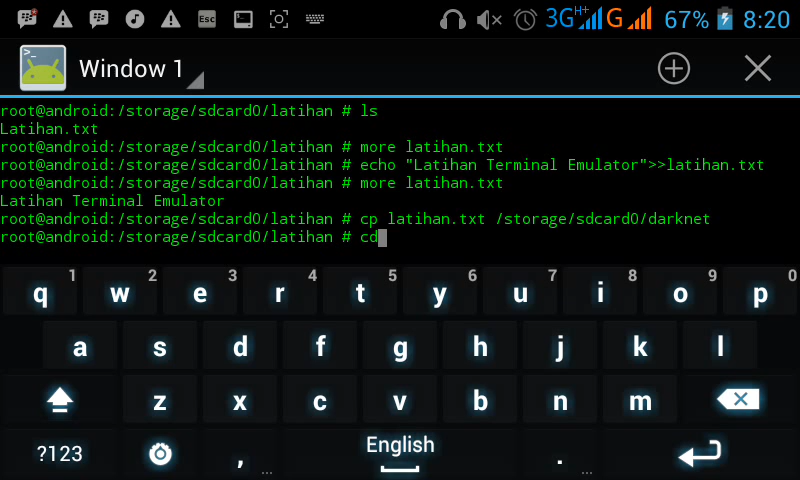 Esc
3G H+ G 67% 8:20
>_ Window 1
root@android:/storage/sdcard0/latihan # ls
Latihan.txt
root@android:/storage/sdcard0/latihan # more latihan.txt
root@android:/storage/sdcard0/latihan # echo "Latihan Terminal Emulator">>latihan.txt
root@android:/storage/sdcard0/latihan # more latihan.txt
Latihan Terminal Emulator
root@android:/storage/sdcard0/latihan # cp latihan.txt /storage/sdcard0/darknet
root@android:/storage/sdcard0/latihan # cd
1 2 3 4 5 6 7 8 9 0
q w e r t y u i o p
a s d f g h j k l
z x c v b n m
?123 , ... English . ...